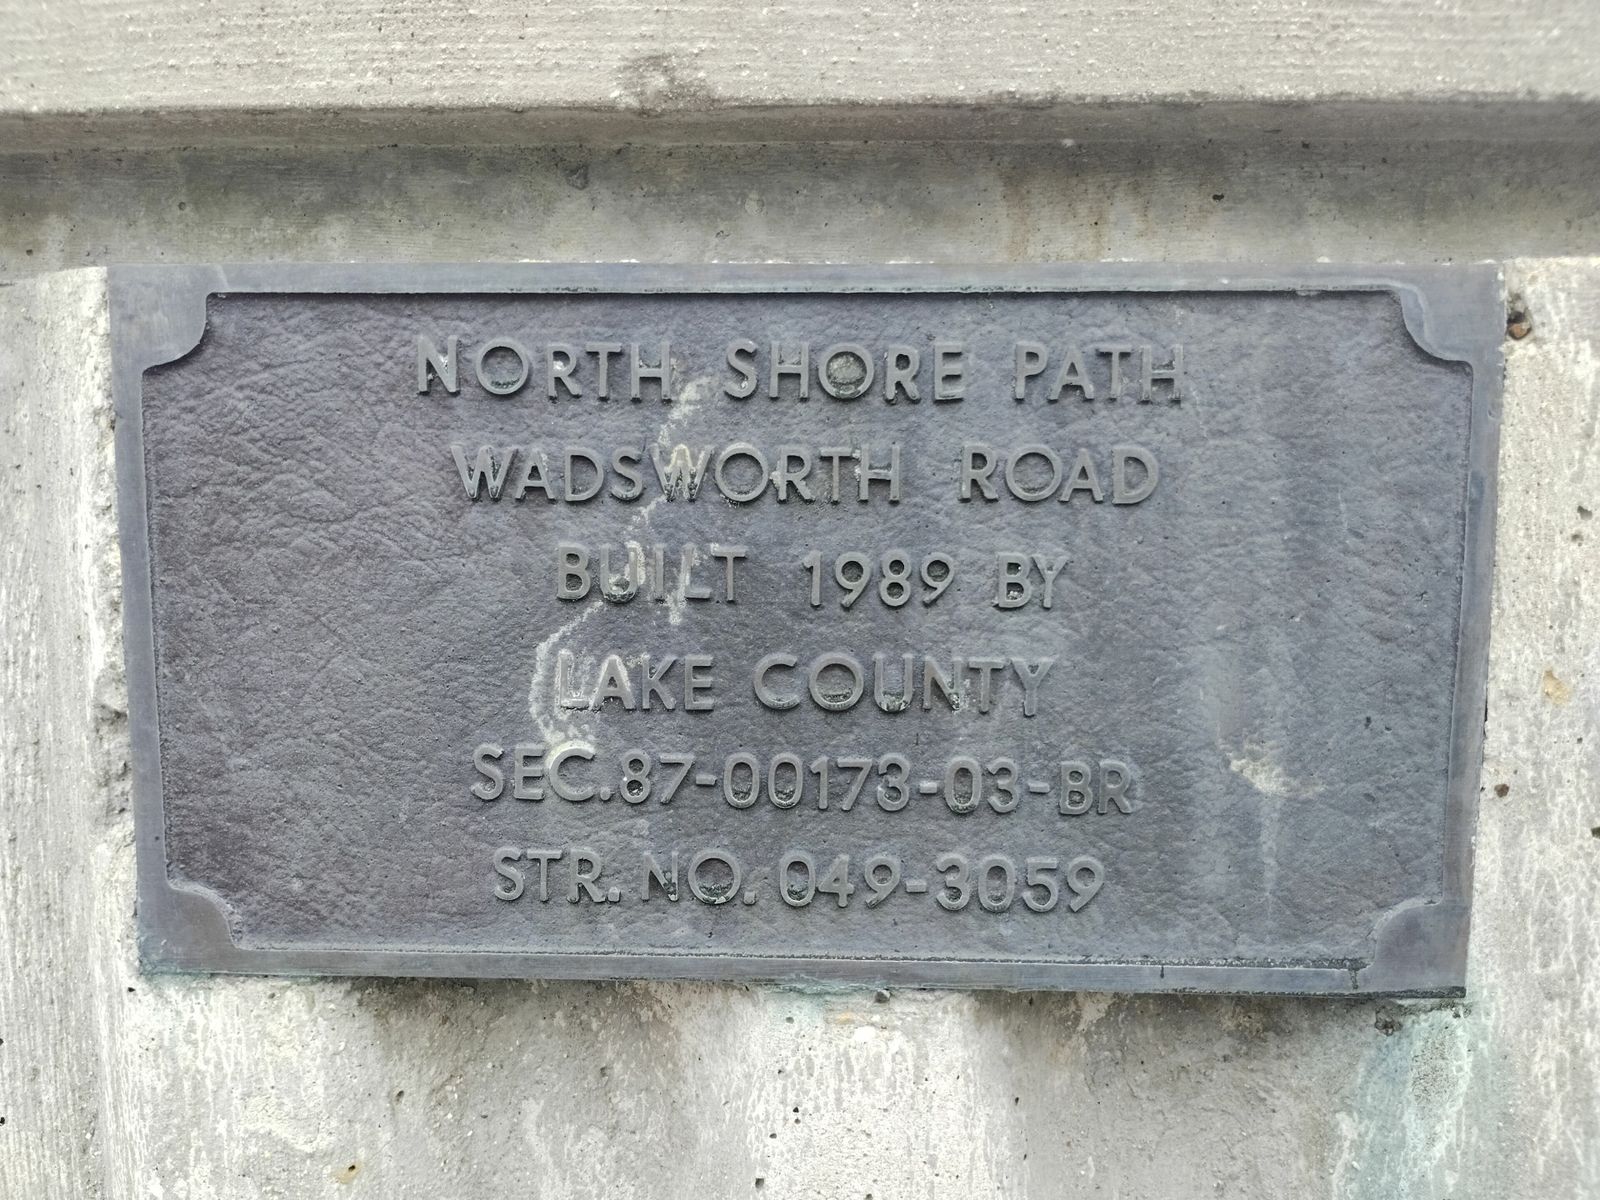 NORTH SHORE PATH
WADSWORTH ROAD
BUILT 1989 BY
LAKE COUNTY
SEC.87-00173-03-BR
STR. NO. 049-3059